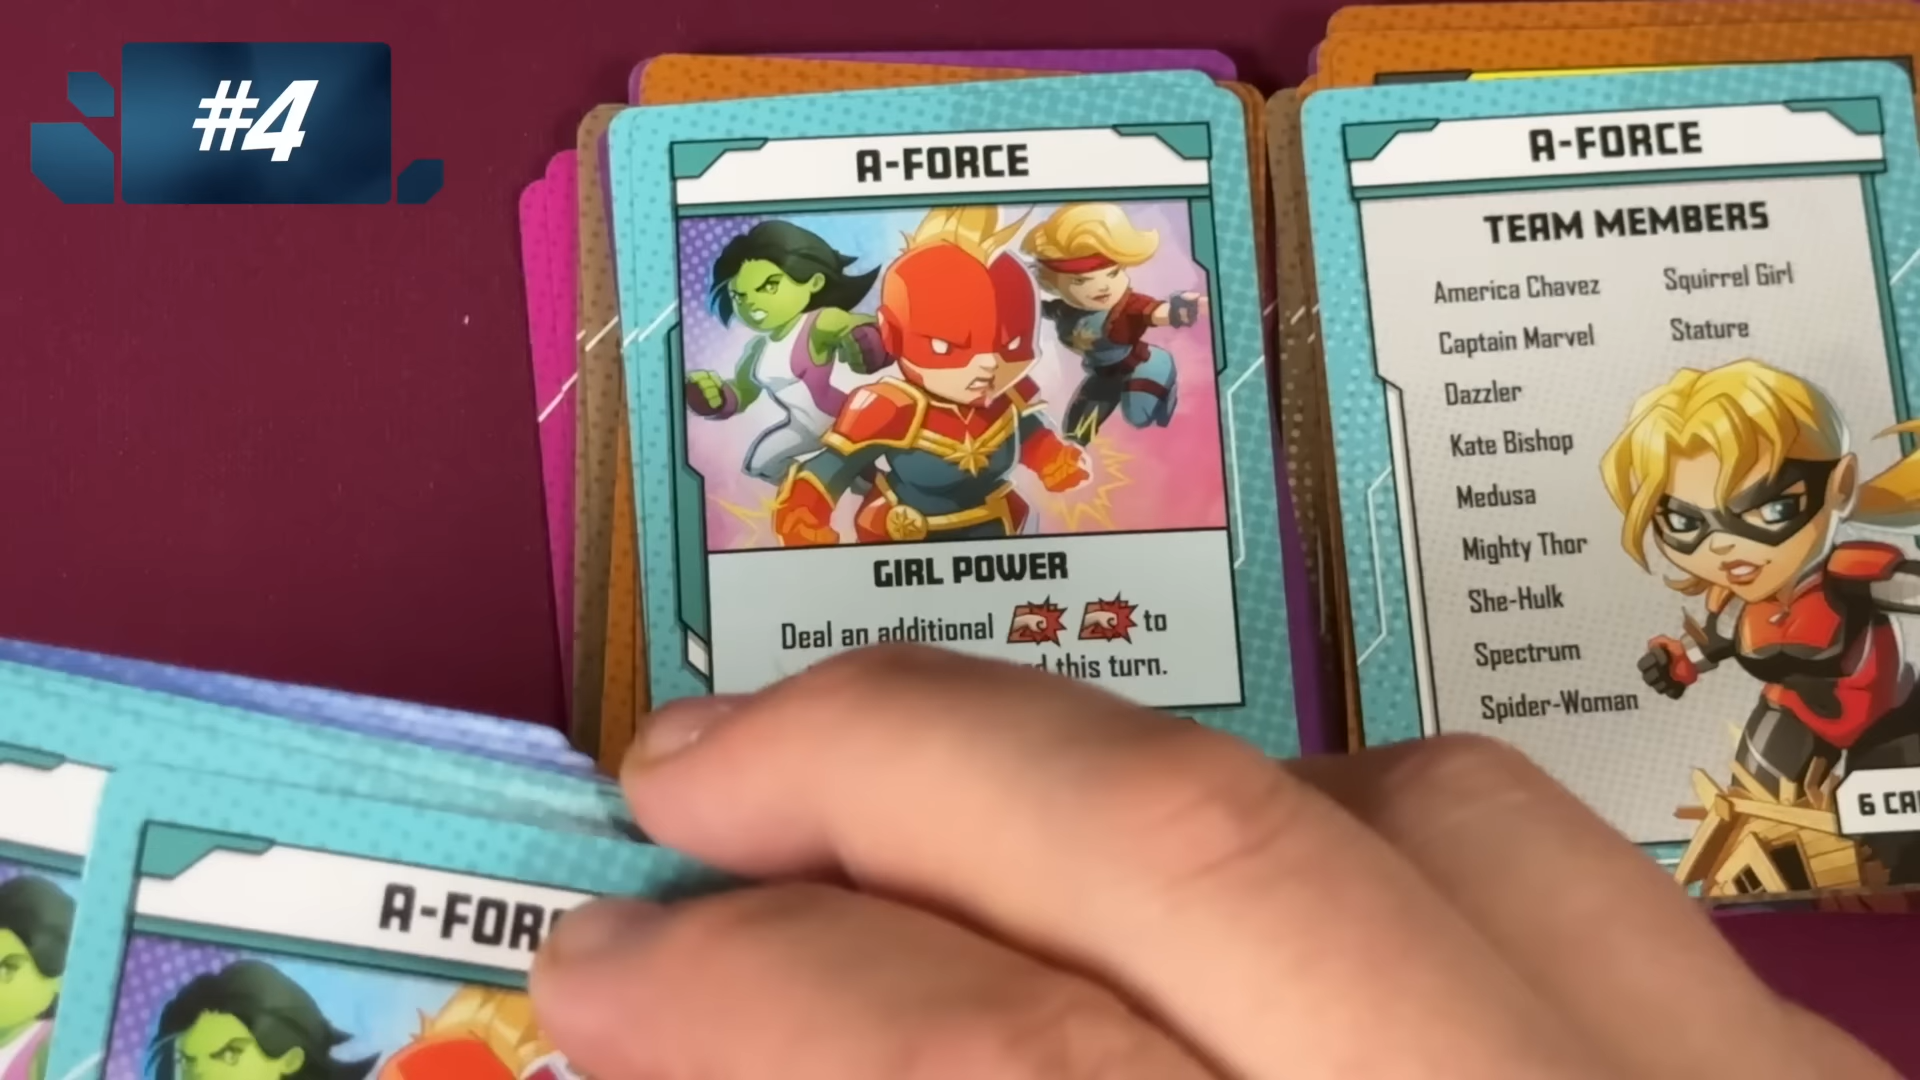 #4
A-FORCE
GIRL POWER
Deal an additional to
this turn.
A-FORCE
TEAM MEMBERS
America Chavez
Captain Marvel
Dazzler
Kate Bishop
Medusa
Mighty Thor
She-Hulk
Spectrum
Spider-Woman
Squirrel Girl
Stature
6